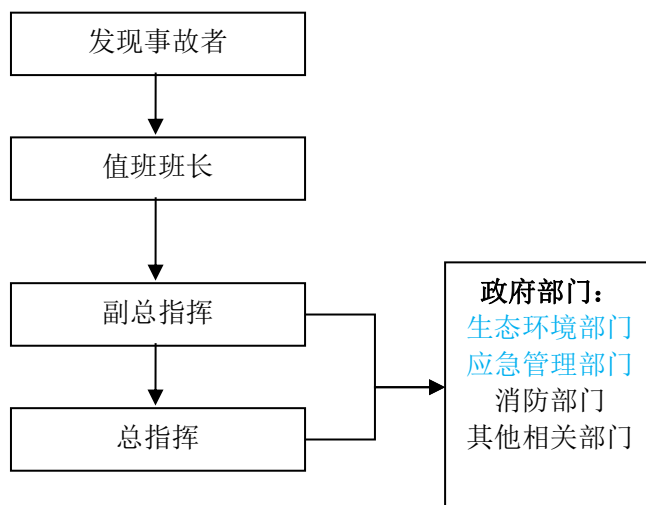 发现事故者
值班班长
副总指挥
总指挥
政府部门：
生态环境部门
应急管理部门
消防部门
其他相关部门